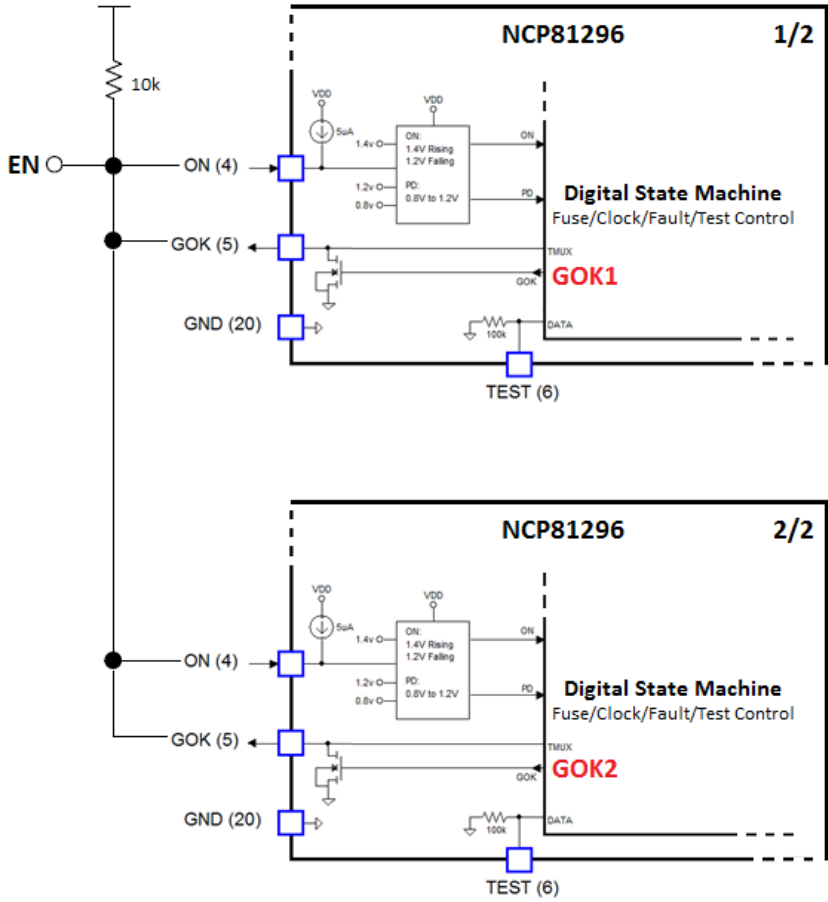 NCP81296 1/2
10k
VDD
5uA
VDD
ON:
1.4V Rising
1.2V Falling
PD:
0.8V to 1.2V
1.4v
1.2v
0.8v
ON
PD
EN
ON (4)
Digital State Machine
Fuse/Clock/Fault/Test Control
GOK (5)
TMUX
GOK
GOK1
GND (20)
100k
DATA
TEST (6)
NCP81296 2/2
VDD
5uA
VDD
ON:
1.4V Rising
1.2V Falling
PD:
0.8V to 1.2V
1.4v
1.2v
0.8v
ON
PD
ON (4)
Digital State Machine
Fuse/Clock/Fault/Test Control
GOK (5)
TMUX
GOK
GOK2
GND (20)
100k
DATA
TEST (6)